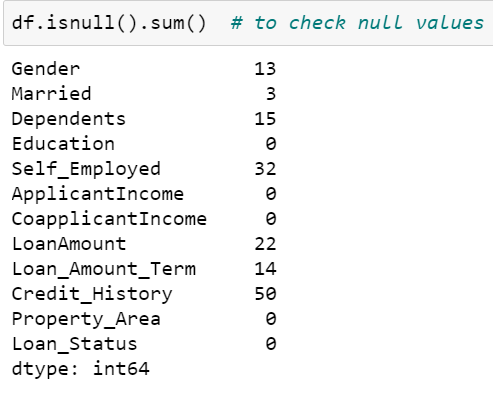 df.isnull().sum()  # to check null values
Gender 13
Married 3
Dependents 15
Education 0
Self_Employed 32
ApplicantIncome 0
CoapplicantIncome 0
LoanAmount 22
Loan_Amount_Term 14
Credit_History 50
Property_Area 0
Loan_Status 0
dtype: int64